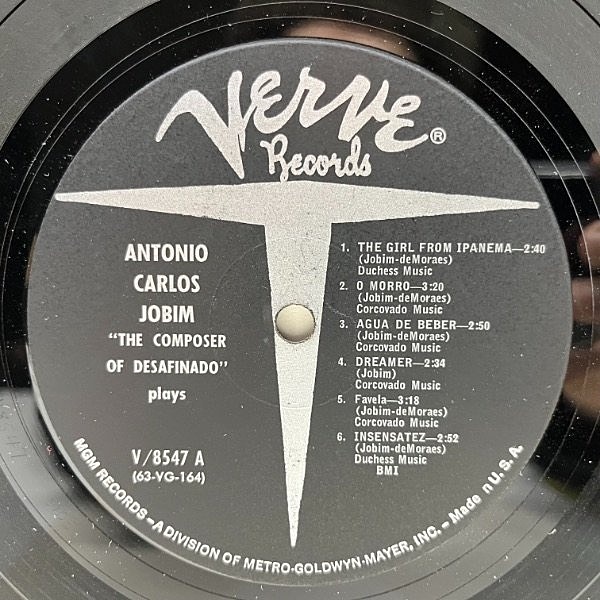 VERVE®
Records
ANTONIO
CARLOS
JOBIM
"THE COMPOSER
OF DESAFINADO"
plays
V/8547 A
(63-VG-164)
1. THE GIRL FROM IPANEMA—2:40
(Jobim-deMoraes)
Duchess Music
2. O MORRO—3:20
(Jobim-deMoraes)
Corcovado Music
3. AGUA DE BEBER—2:50
(Jobim-deMoraes)
Corcovado Music
4. DREAMER—2:34
(Jobim)
Corcovado Music
5. Favela—3:18
(Jobim-deMoraes)
Corcovado Music
6. INSENSATEZ—2:52
(Jobim-deMoraes)
Duchess Music
BMI
MGM RECORDS—A DIVISION OF METRO-GOLDWYN-MAYER, INC.—Made n U. S. A.